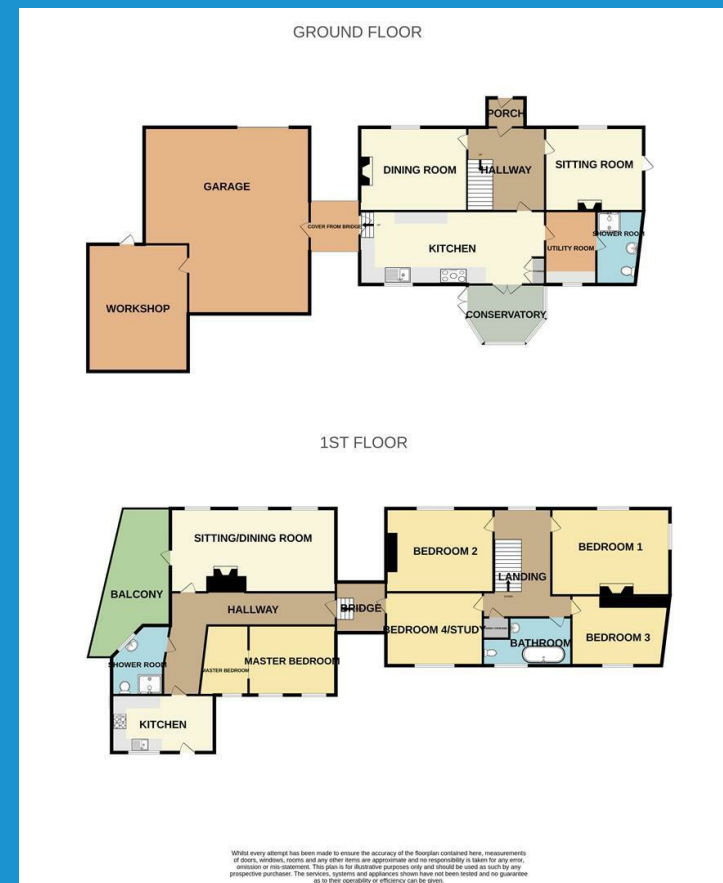 GROUND FLOOR
PORCH
GARAGE
DINING ROOM
HALLWAY
SITTING ROOM
COVER FROM BRIDGE
KITCHEN
UTILITY ROOM
SHOWER ROOM
WORKSHOP
CONSERVATORY
1ST FLOOR
SITTING/DINING ROOM
BEDROOM 2
BEDROOM 1
LANDING
BALCONY
HALLWAY
BRIDGE
BEDROOM 4/STUDY
BEDROOM 3
BATHROOM
SHOWER ROOM
MASTER BEDROOM
MASTER BEDROOM
KITCHEN
Whilst every attempt has been made to ensure the accuracy of the floorplan contained here, measurements
of doors, windows, rooms and any other items are approximate and no responsibility is taken for any error,
omission or mis-statement. This plan is for illustrative purposes only and should be used as such by any
prospective purchaser. The services, systems and appliances shown have not been tested and no guarantee
as to their operability or efficiency can be given.